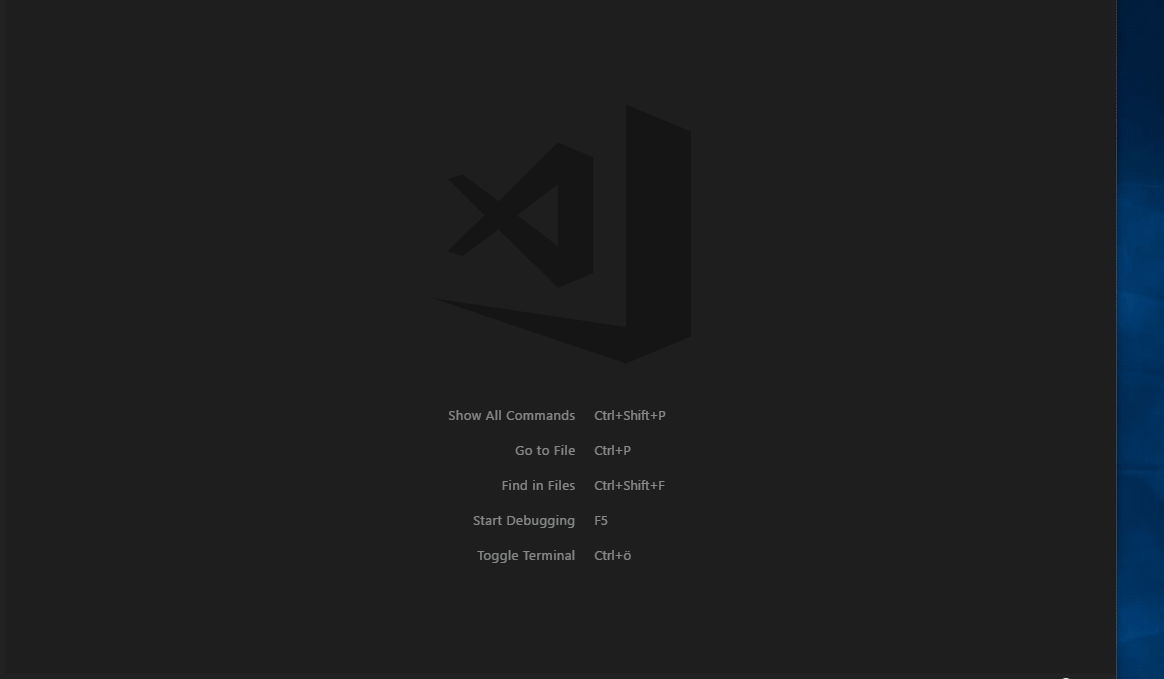 Show All Commands Ctrl+Shift+P
Go to File Ctrl+P
Find in Files Ctrl+Shift+F
Start Debugging F5
Toggle Terminal Ctrl+ö